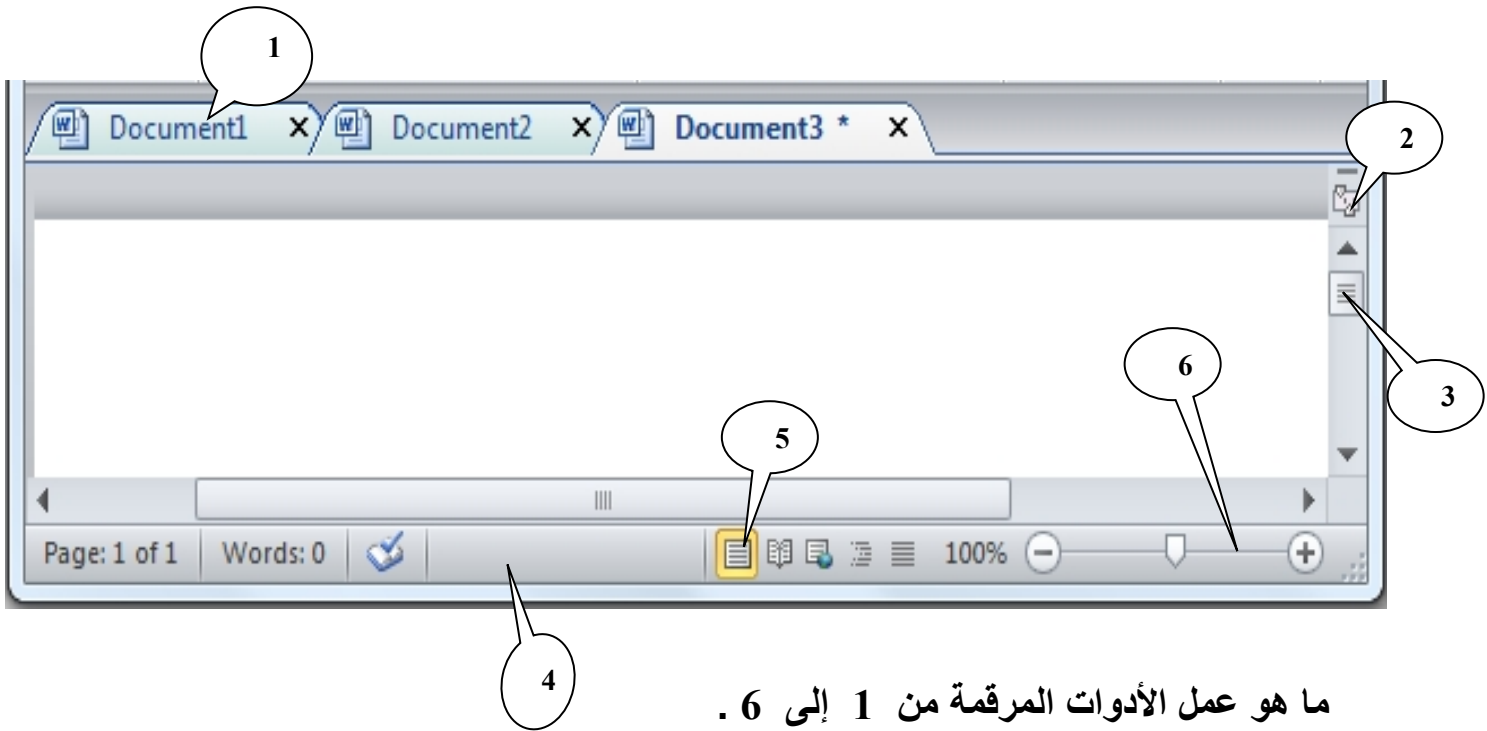 1
Document1 X Document2 X Document3 * X
2
3
6
5
Page: 1 of 1 Words: 0 100%
4
ما هو عمل الأدوات المرقمة من 1 إلى 6 .